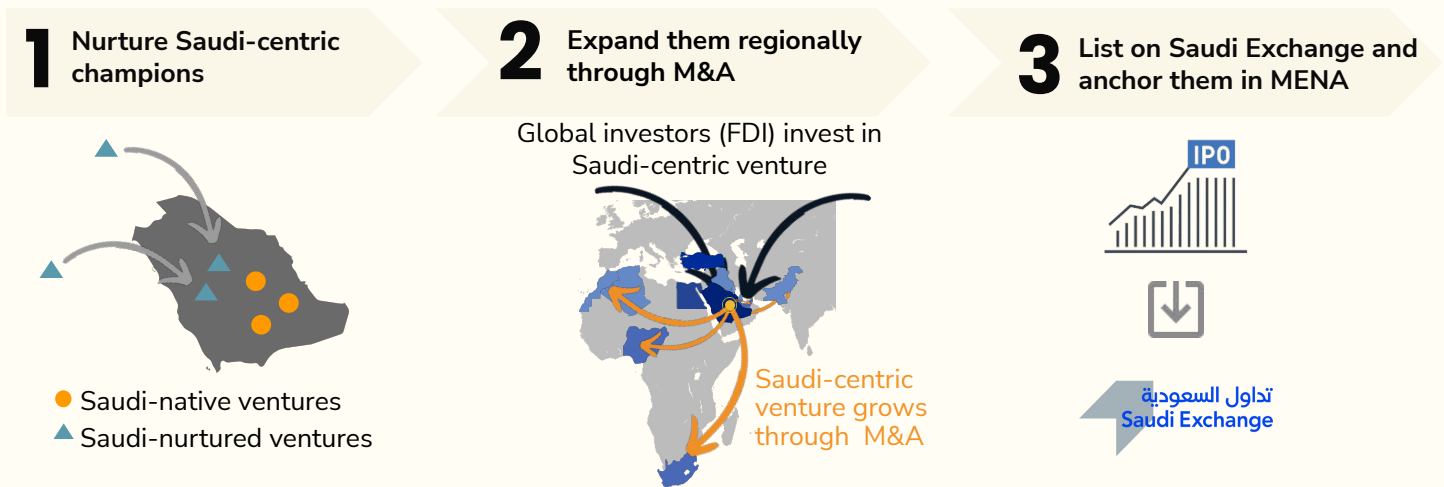 1
Nurture Saudi-centric
champions
2
Expand them regionally
through M&A
3
List on Saudi Exchange and
anchor them in MENA
Saudi-native ventures
Saudi-nurtured ventures
Global investors (FDI) invest in
Saudi-centric venture
Saudi-centric
venture grows
through M&A
IPO
تداول السعودية
Saudi Exchange